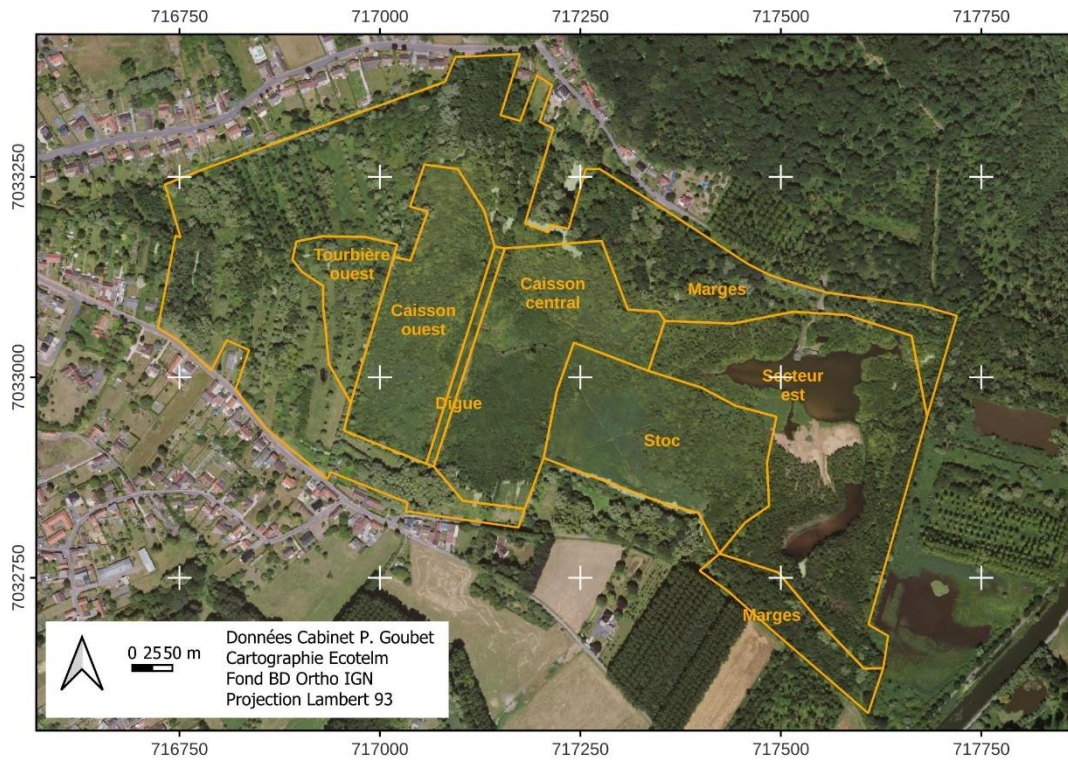 716750 717000 717250 717500 717750
7033250
7033000
7032750
Marges
Tourbière
ouest
Caisson
central
Caisson
ouest
Secteur
est
Digue
Stoc
Marges
0 25 50 m
Données Cabinet P. Goubet
Cartographie Ecotelm
Fond BD Ortho IGN
Projection Lambert 93
716750 717000 717250 717500 717750